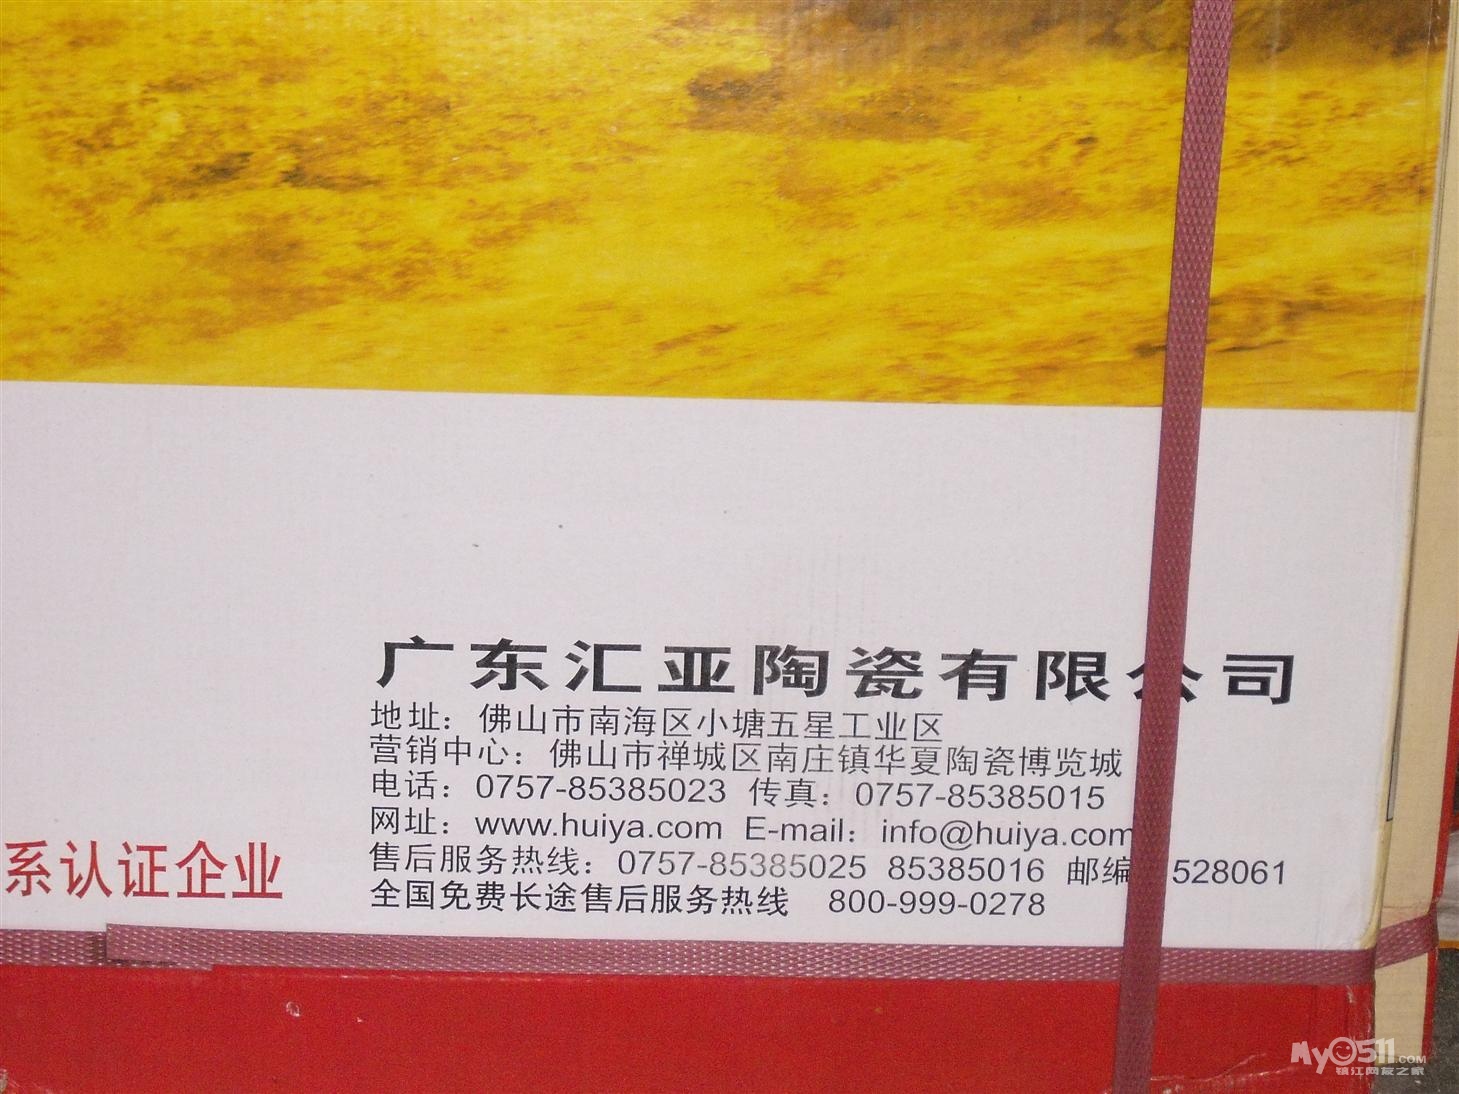 广东汇亚陶瓷有限公司
地址：佛山市南海区小塘五星工业区
营销中心：佛山市禅城区南庄镇华夏陶瓷博览城
电话：0757-85385023 传真：0757-85385015
网址：www.huiya.com E-mail：info@huiya.com
售后服务热线：0757-85385025 85385016 邮编 528061
全国免费长途售后服务热线 800-999-0278
系认证企业
My0511.COM
镇江网友之家